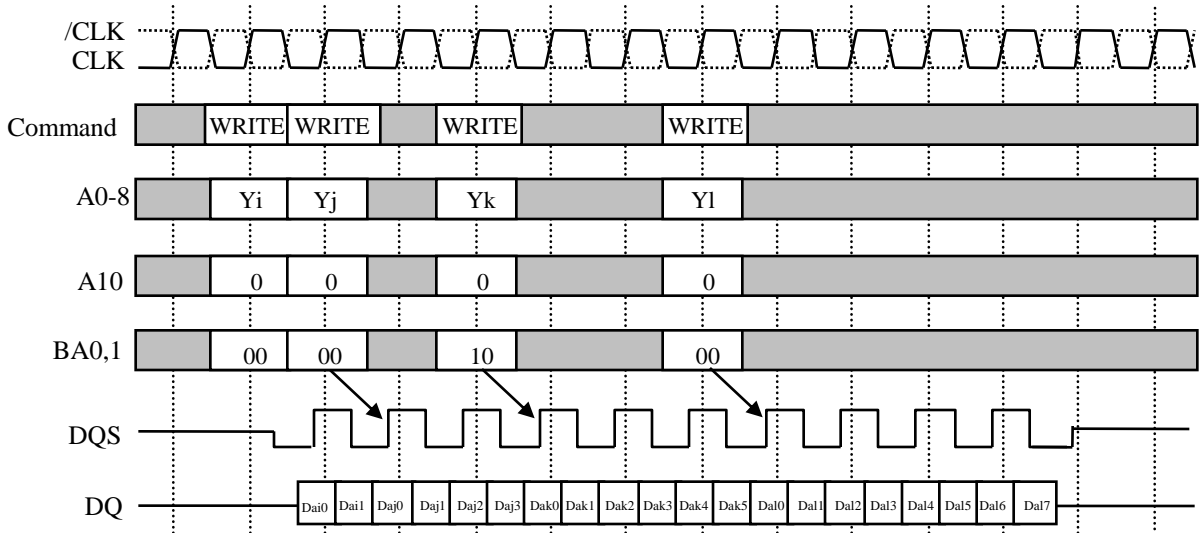 /CLK
CLK
Command WRITE WRITE WRITE WRITE
A0-8 Yi Yj Yk Yl
A10 0 0 0 0
BA0,1 00 00 10 00
DQS
DQ Dai0 Dai1 Daj0 Daj1 Daj2 Daj3 Dak0 Dak1 Dak2 Dak3 Dak4 Dak5 Dal0 Dal1 Dal2 Dal3 Dal4 Dal5 Dal6 Dal7